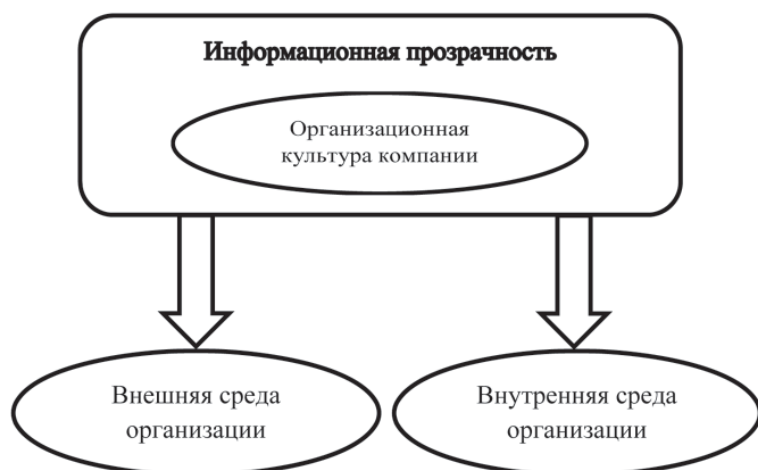 Информационная прозрачность
Организационная
культура компании
Внешняя среда
организации
Внутренняя среда
организации